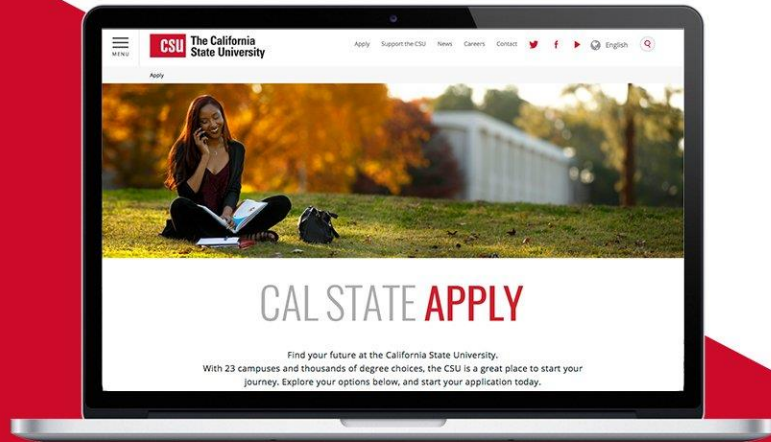 MENU
CSU The California
State University
Apply Support the CSU News Careers Contact English
Apply
CAL STATE APPLY
Find your future at the California State University.
With 23 campuses and thousands of degree choices, the CSU is a great place to start your
journey. Explore your options below, and start your application today.